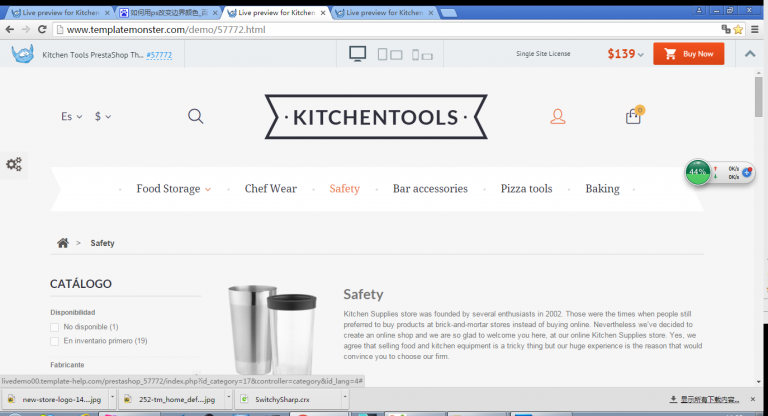 Live preview for Kitchen
如何用ps改变边界颜色_百
Live preview for Kitchen
Live preview for Kitchen
www.templatemonster.com/demo/57772.html
Kitchen Tools PrestaShop Th... #57772
Single Site License
$139
Buy Now
Es
$
· KITCHENTOOLS ·
0
Food Storage
Chef Wear
Safety
Bar accessories
Pizza tools
Baking
44%
0K/s
0K/s
> Safety
CATÁLOGO
Disponibilidad
No disponible (1)
En inventario primero (19)
Fabricante
Safety
Kitchen Supplies store was founded by several enthusiasts in 2002. Those were the times when people still
preferred to buy products at brick-and-mortar stores instead of buying online. Nevertheless we've decided to
create an online shop and we are so glad to welcome you here, at our online Kitchen Supplies store. Yes, we
agree that selling food and kitchen equipment is a tricky thing but our huge experience is the reason that would
convince you to choose our firm.
livedemo00.template-help.com/prestashop_57772/index.php?id_category=17&controller=category&id_lang=4#
new-store-logo-14....jpg
252-tm_home_def....jpg
SwitchySharp.crx
显示所有下载内容...